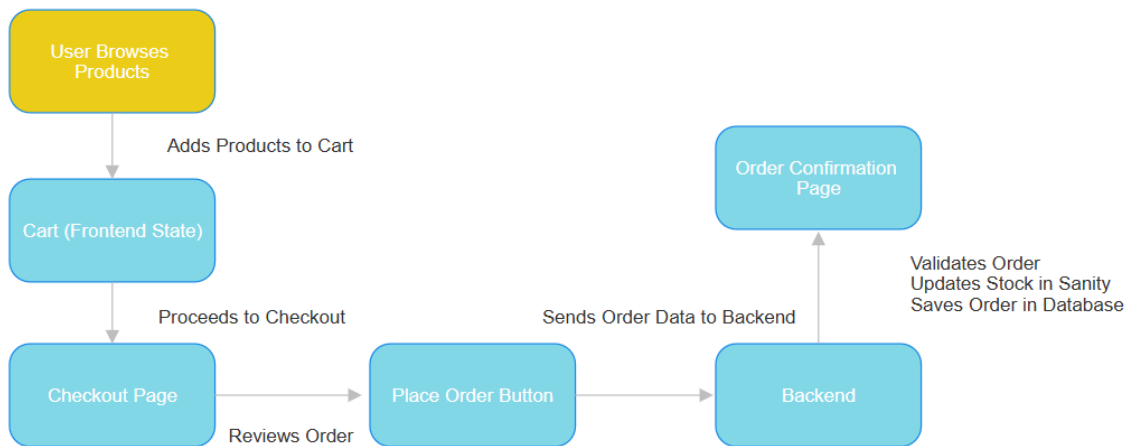 User Browses
Products
Adds Products to Cart
Cart (Frontend State)
Proceeds to Checkout
Checkout Page
Reviews Order
Place Order Button
Sends Order Data to Backend
Backend
Validates Order
Updates Stock in Sanity
Saves Order in Database
Order Confirmation
Page